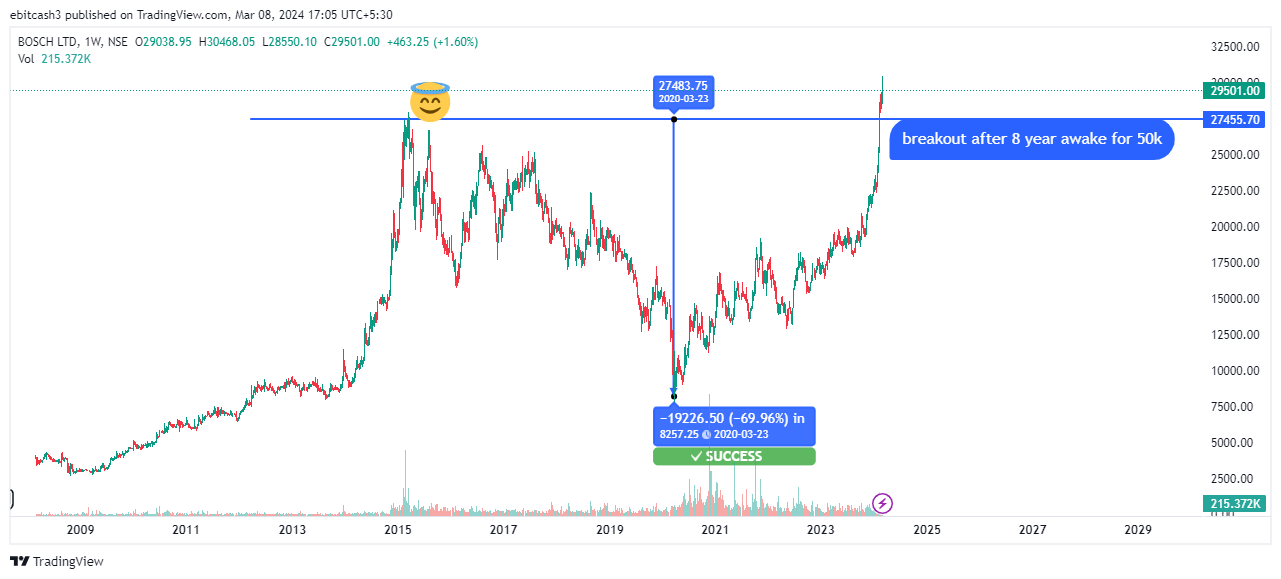 ebitcash3 published on TradingView.com, Mar 08, 2024 17:05 UTC+5:30
BOSCH LTD, 1W, NSE O29038.95 H30468.05 L28550.10 C29501.00 +463.25 (+1.60%)
Vol 215.372K
32500.00
29501.00
27483.75
2020-03-23
27455.70
breakout after 8 year awake for 50k
25000.00
22500.00
20000.00
17500.00
15000.00
12500.00
10000.00
7500.00
−19226.50 (−69.96%) in
8257.25 2020-03-23
SUCCESS
5000.00
2500.00
215.372K
2009 2011 2013 2015 2017 2019 2021 2023 2025 2027 2029
TradingView